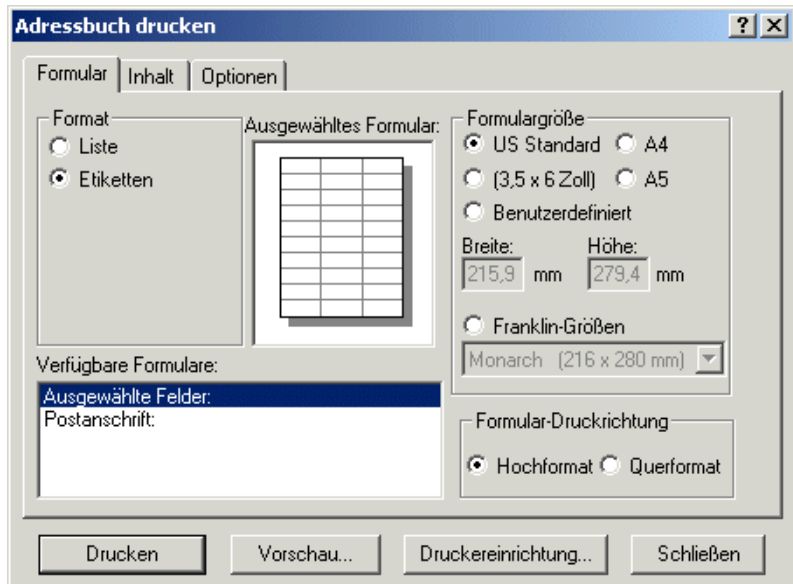 Adressbuch drucken
Formular Inhalt Optionen
Format
Liste
Etiketten
Ausgewähltes Formular:
Formulargröße
US Standard A4
(3,5 x 6 Zoll) A5
Benutzerdefiniert
Breite: Höhe:
215,9 mm 279,4 mm
Franklin-Größen
Monarch (216 x 280 mm)
Verfügbare Formulare:
Ausgewählte Felder:
Postanschrift:
Formular-Druckrichtung
Hochformat Querformat
Drucken Vorschau... Druckereinrichtung... Schließen